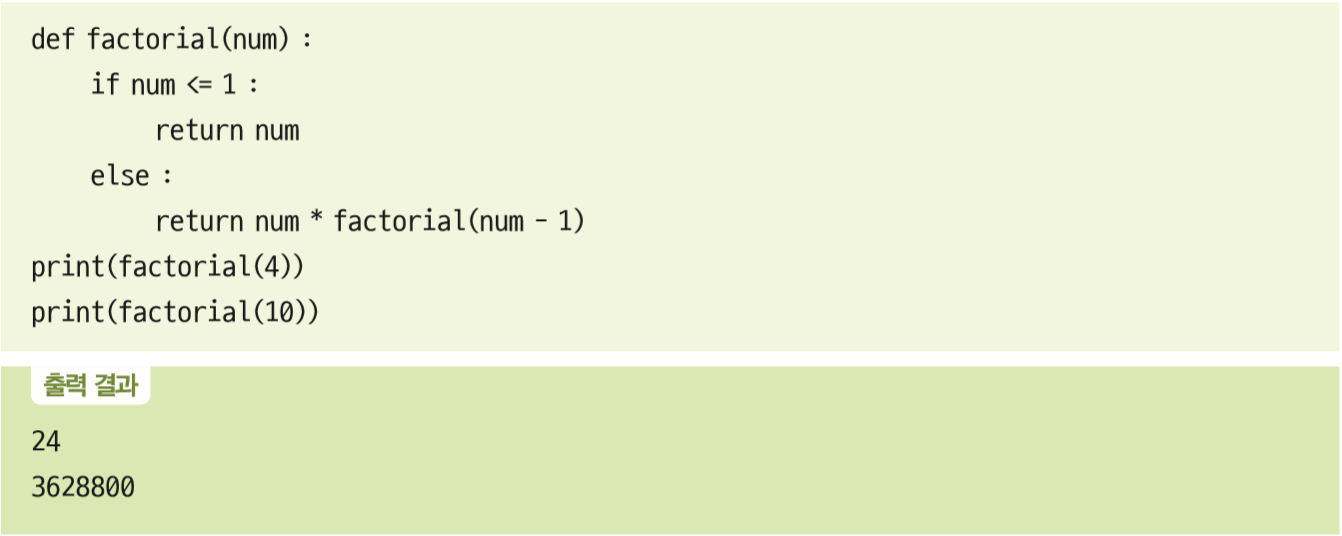 def factorial(num) :
if num <= 1 :
return num
else :
return num * factorial(num - 1)
print(factorial(4))
print(factorial(10))
출력 결과
24
3628800